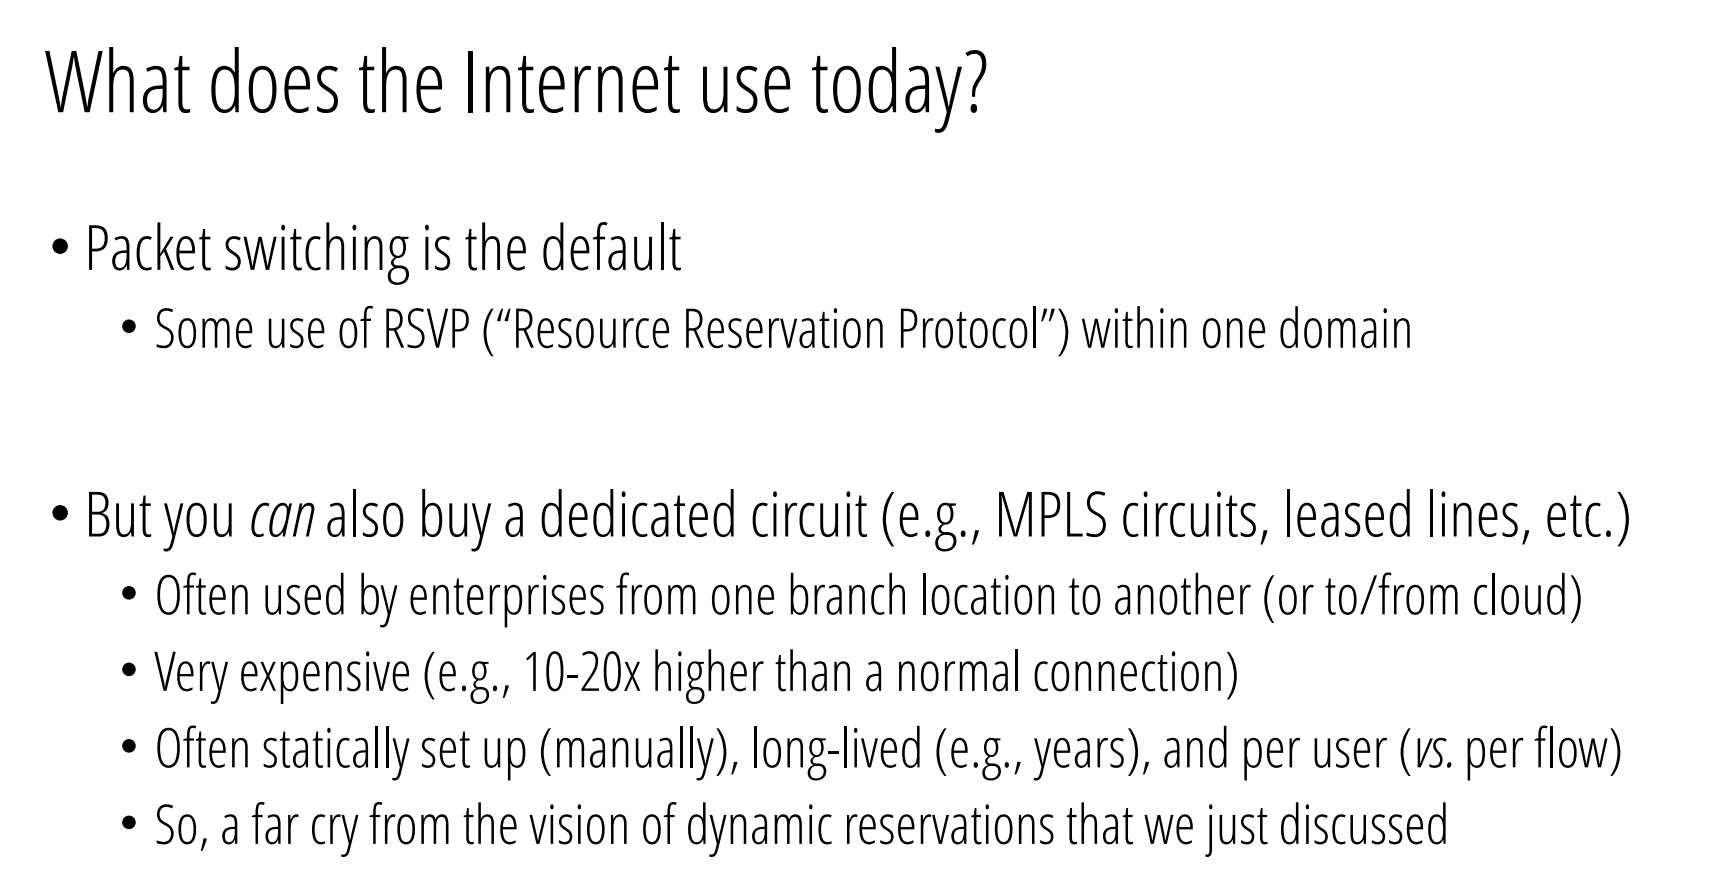 What does the Internet use today?
• Packet switching is the default
• Some use of RSVP (“Resource Reservation Protocol”) within one domain
• But you can also buy a dedicated circuit (e.g., MPLS circuits, leased lines, etc.)
• Often used by enterprises from one branch location to another (or to/from cloud)
• Very expensive (e.g., 10-20x higher than a normal connection)
• Often statically set up (manually), long-lived (e.g., years), and per user (vs. per flow)
• So, a far cry from the vision of dynamic reservations that we just discussed